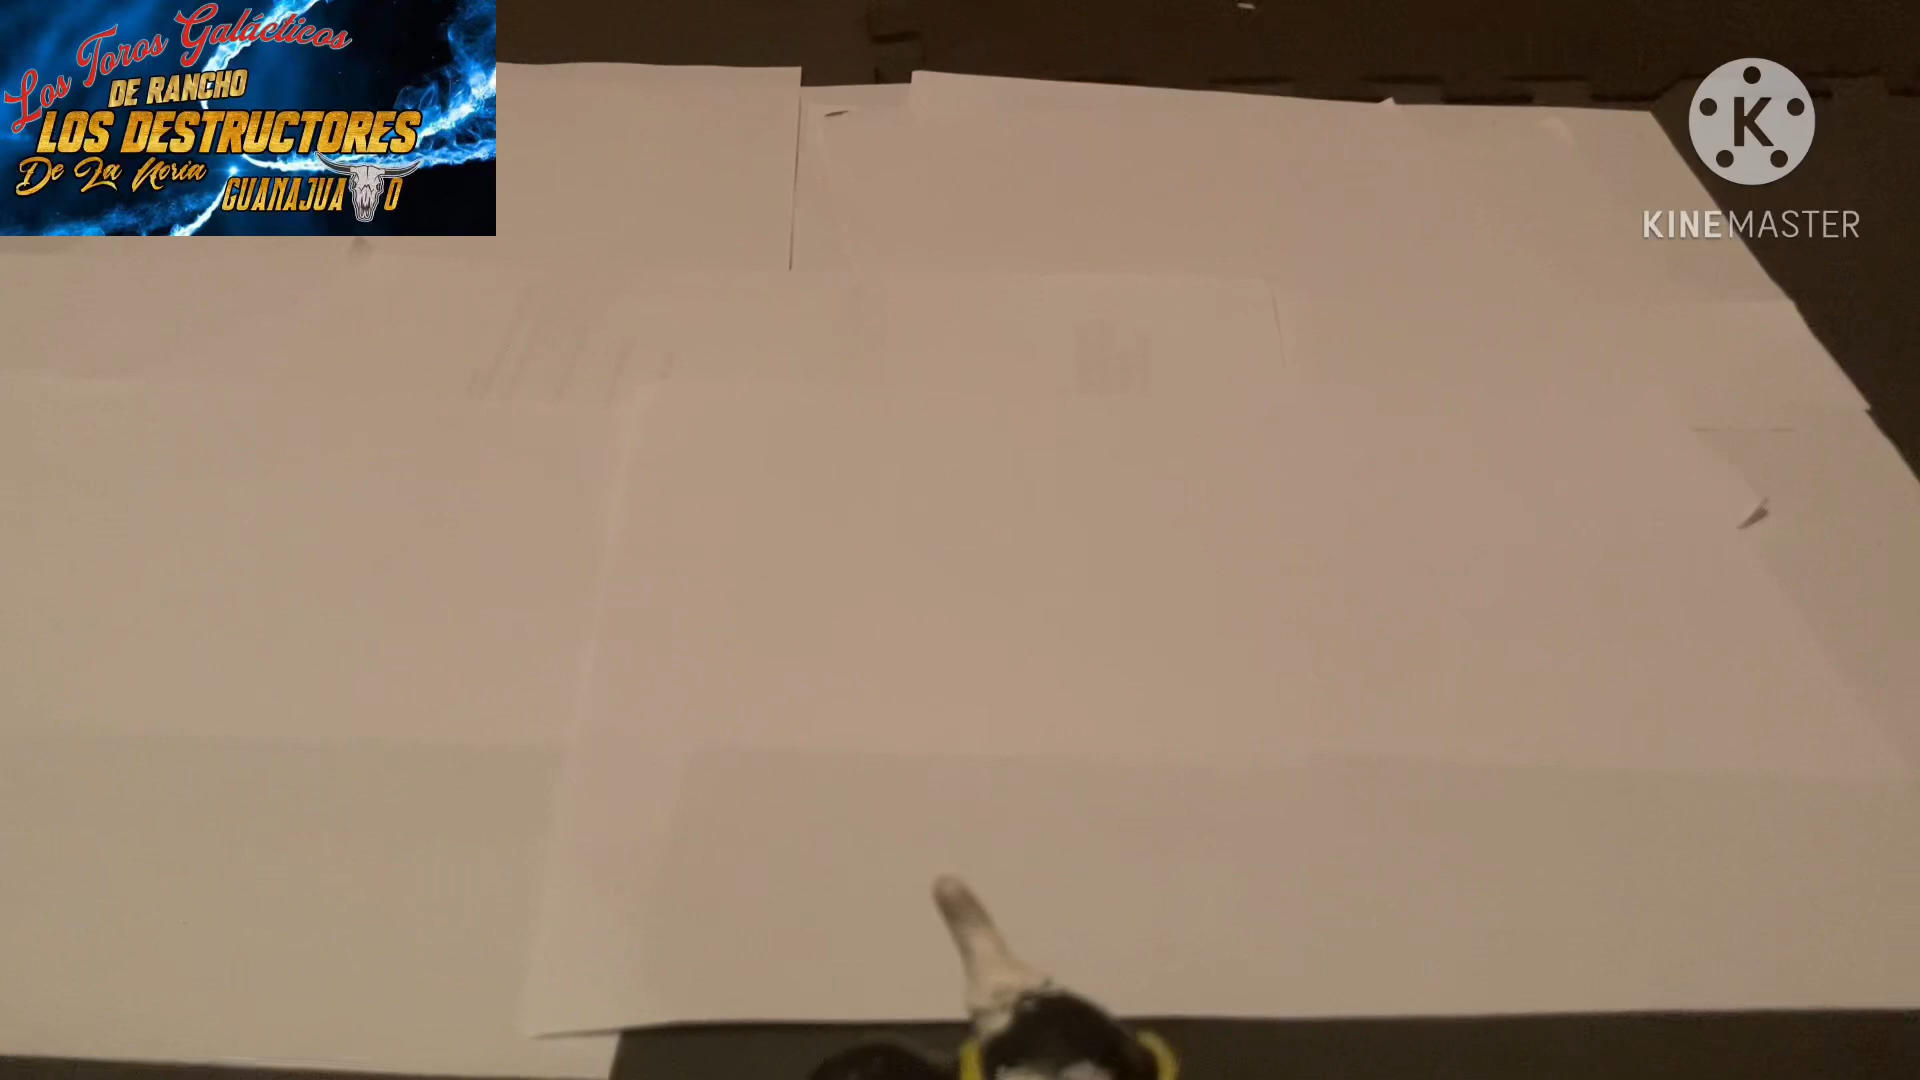 Los Toros Galácticos
DE RANCHO
LOS DESTRUCTORES
De La Noria
GUANAJUATO
K
KINEMASTER